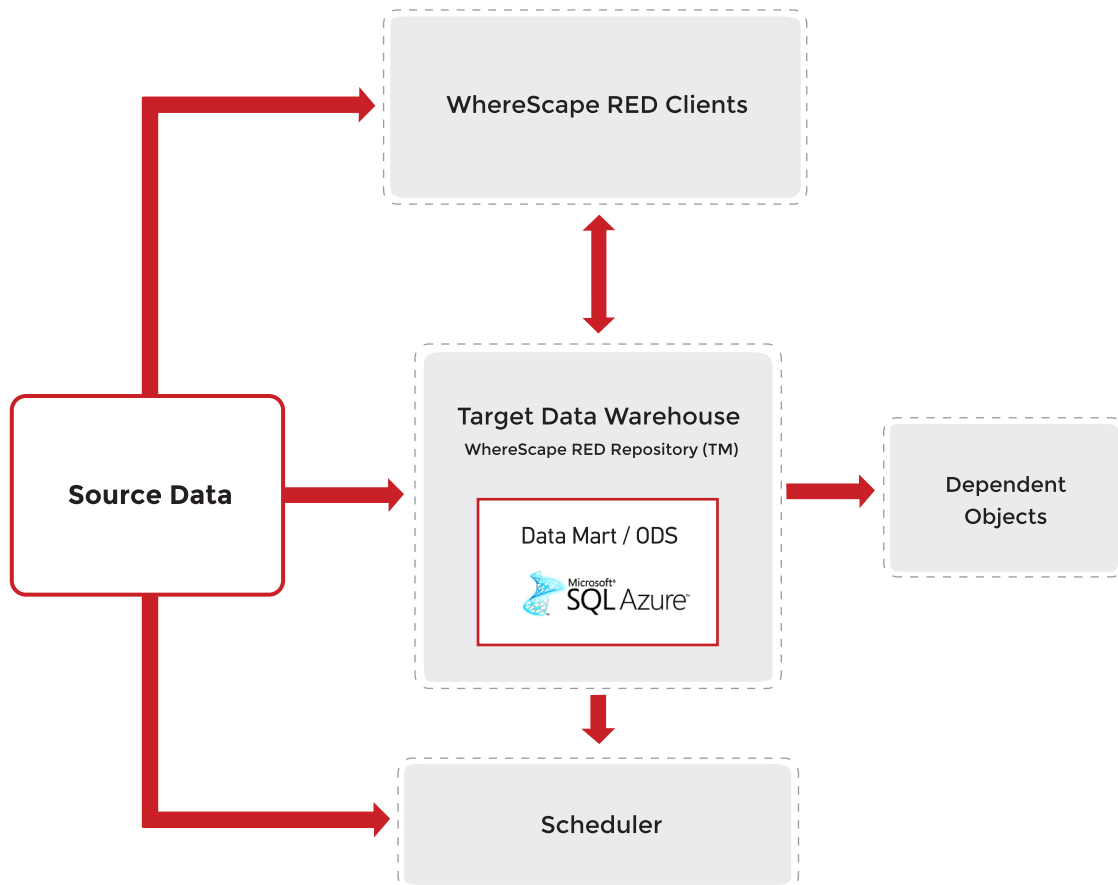 WhereScape RED Clients
Target Data Warehouse
WhereScape RED Repository (TM)
Source Data
Data Mart / ODS
Microsoft®
SQL Azure™
Dependent
Objects
Scheduler